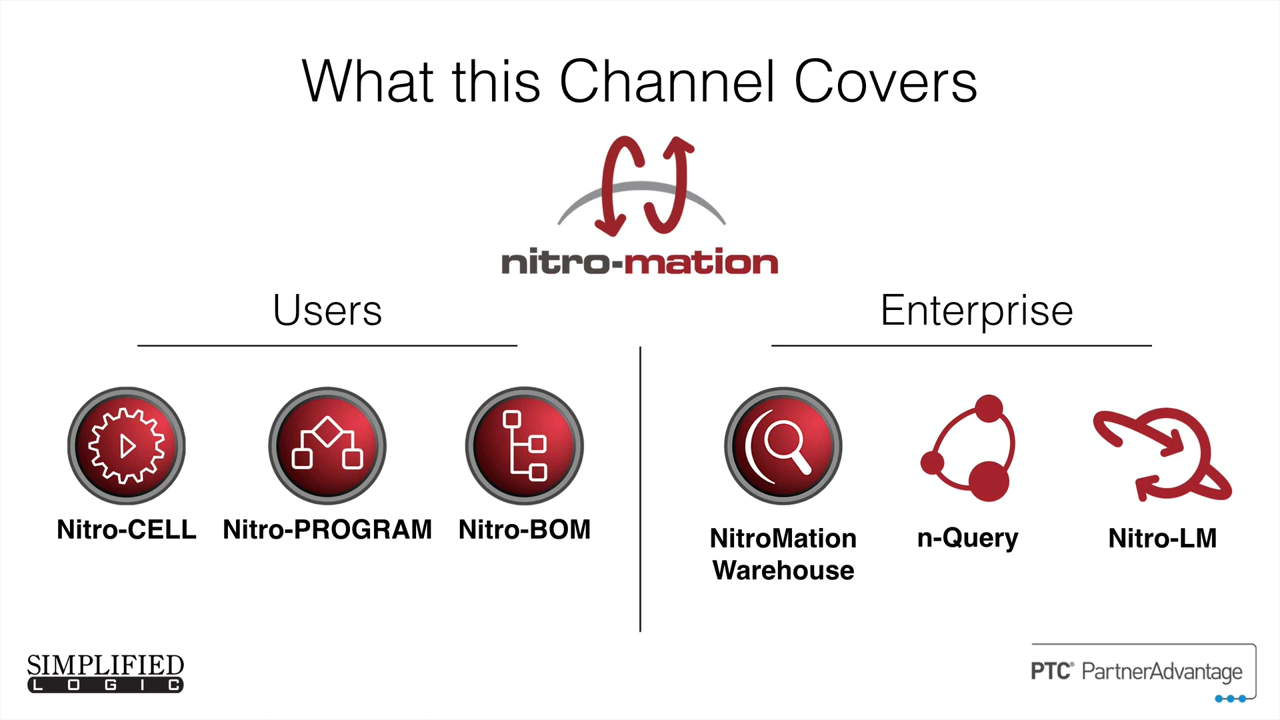 What this Channel Covers
nitro-mation
Users
Enterprise
Nitro-CELL
Nitro-PROGRAM
Nitro-BOM
NitroMation
Warehouse
n-Query
Nitro-LM
SIMPLIFIED
LOGIC
PTC® PartnerAdvantage